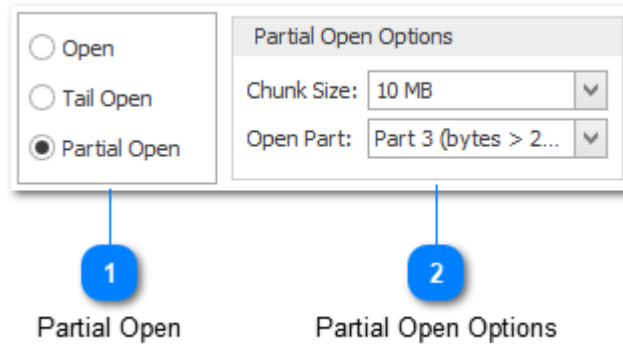 Open
Tail Open
Partial Open
Partial Open Options
Chunk Size: 10 MB
Open Part: Part 3 (bytes > 2...
1
2
Partial Open
Partial Open Options